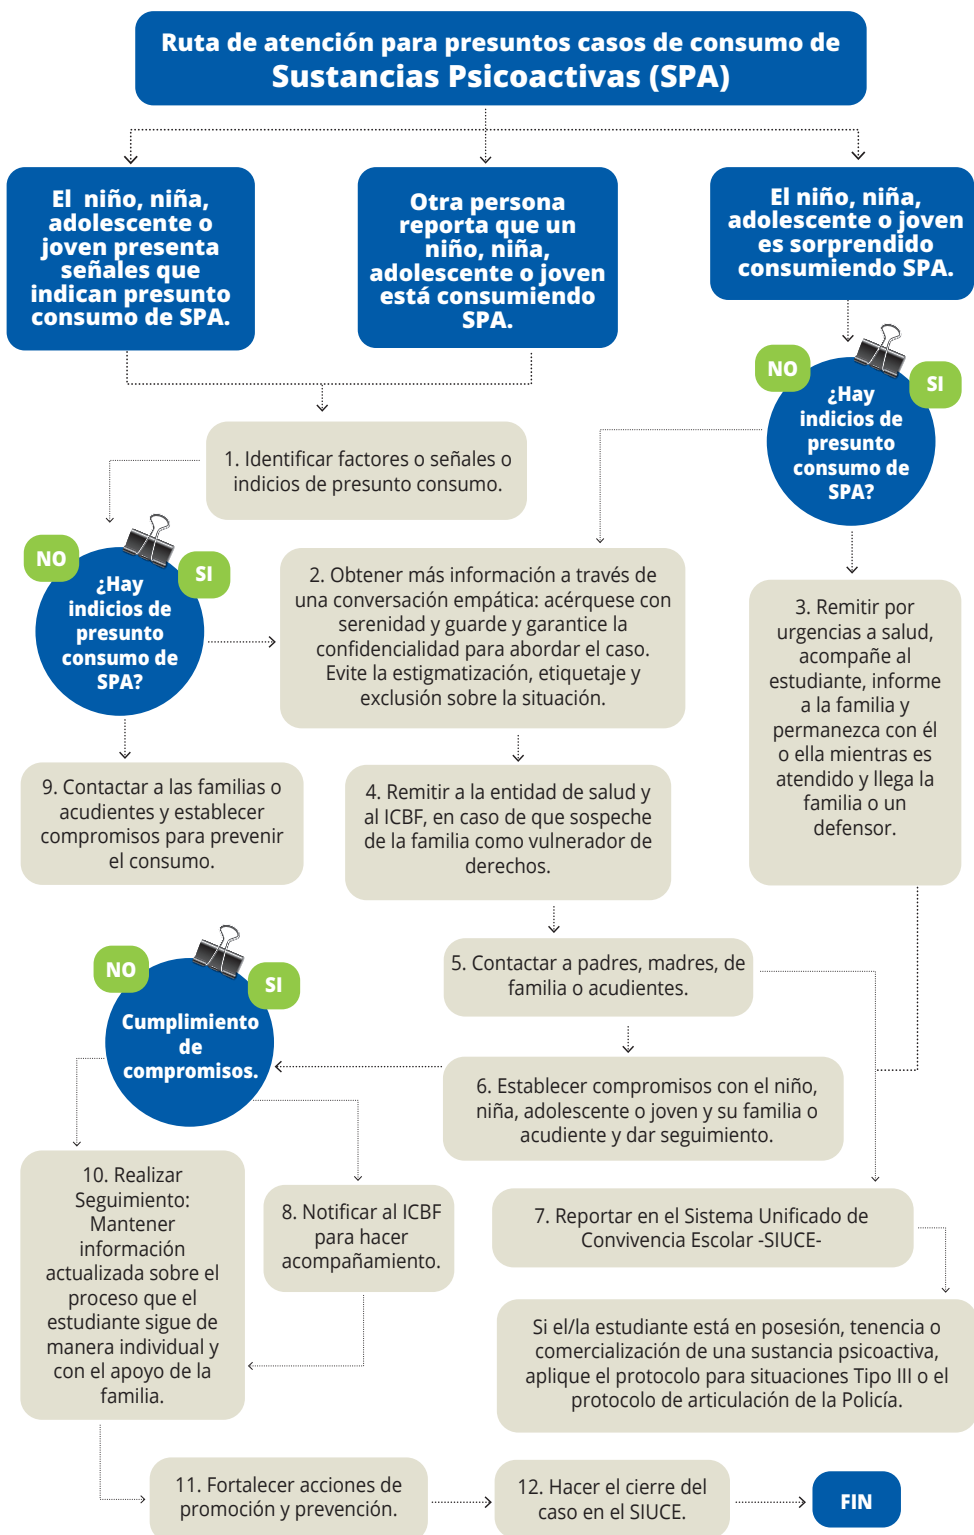 Ruta de atención para presuntos casos de consumo de
Sustancias Psicoactivas (SPA)
El niño, niña,
adolescente o
joven presenta
señales que
indican presunto
consumo de SPA.
Otra persona
reporta que un
niño, niña,
adolescente o joven
está consumiendo
SPA.
El niño, niña,
adolescente o joven
es sorprendido
consumiendo SPA.
NO
SI
¿Hay
indicios de
presunto
consumo de
SPA?
1. Identificar factores o señales o
indicios de presunto consumo.
NO
SI
¿Hay
indicios de
presunto
consumo de
SPA?
2. Obtener más información a través de
una conversación empática: acérquese con
serenidad y guarde y garantice la
confidencialidad para abordar el caso.
Evite la estigmatización, etiquetaje y
exclusión sobre la situación.
3. Remitir por
urgencias a salud,
acompañe al
estudiante, informe
a la familia y
permanezca con él
o ella mientras es
atendido y llega la
familia o un
defensor.
9. Contactar a las familias o
acudientes y establecer
compromisos para prevenir
el consumo.
4. Remitir a la entidad de salud y
al ICBF, en caso de que sospeche
de la familia como vulnerador de
derechos.
5. Contactar a padres, madres, de
familia o acudientes.
NO
SI
Cumplimiento
de
compromisos.
6. Establecer compromisos con el niño,
niña, adolescente o joven y su familia o
acudiente y dar seguimiento.
10. Realizar
Seguimiento:
Mantener
información
actualizada sobre el
proceso que el
estudiante sigue de
manera individual y
con el apoyo de la
familia.
8. Notificar al ICBF
para hacer
acompañamiento.
7. Reportar en el Sistema Unificado de
Convivencia Escolar -SIUCE-
Si el/la estudiante está en posesión, tenencia o
comercialización de una sustancia psicoactiva,
aplique el protocolo para situaciones Tipo III o el
protocolo de articulación de la Policía.
11. Fortalecer acciones de
promoción y prevención.
12. Hacer el cierre del
caso en el SIUCE.
FIN